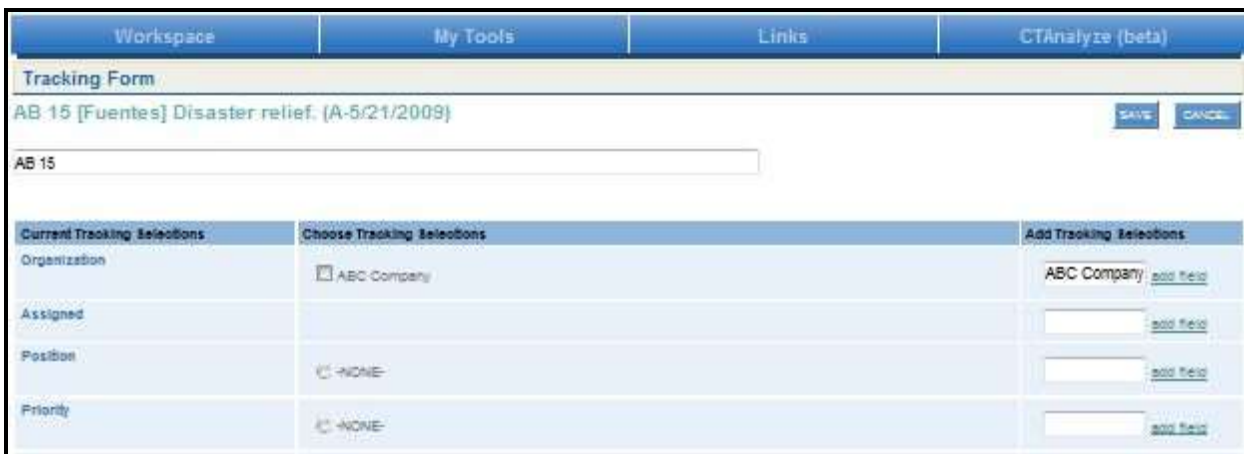 Workspace My Tools Links CTAnalyze (beta)
Tracking Form
AB 15 [Fuentes] Disaster relief. (A-5/21/2009) SAVE CANCEL
AB 15
Current Tracking Selections Choose Tracking Selections Add Tracking Selections
Organization ABC Company ABC Company add field
Assigned add field
Position -NONE- add field
Priority -NONE- add field